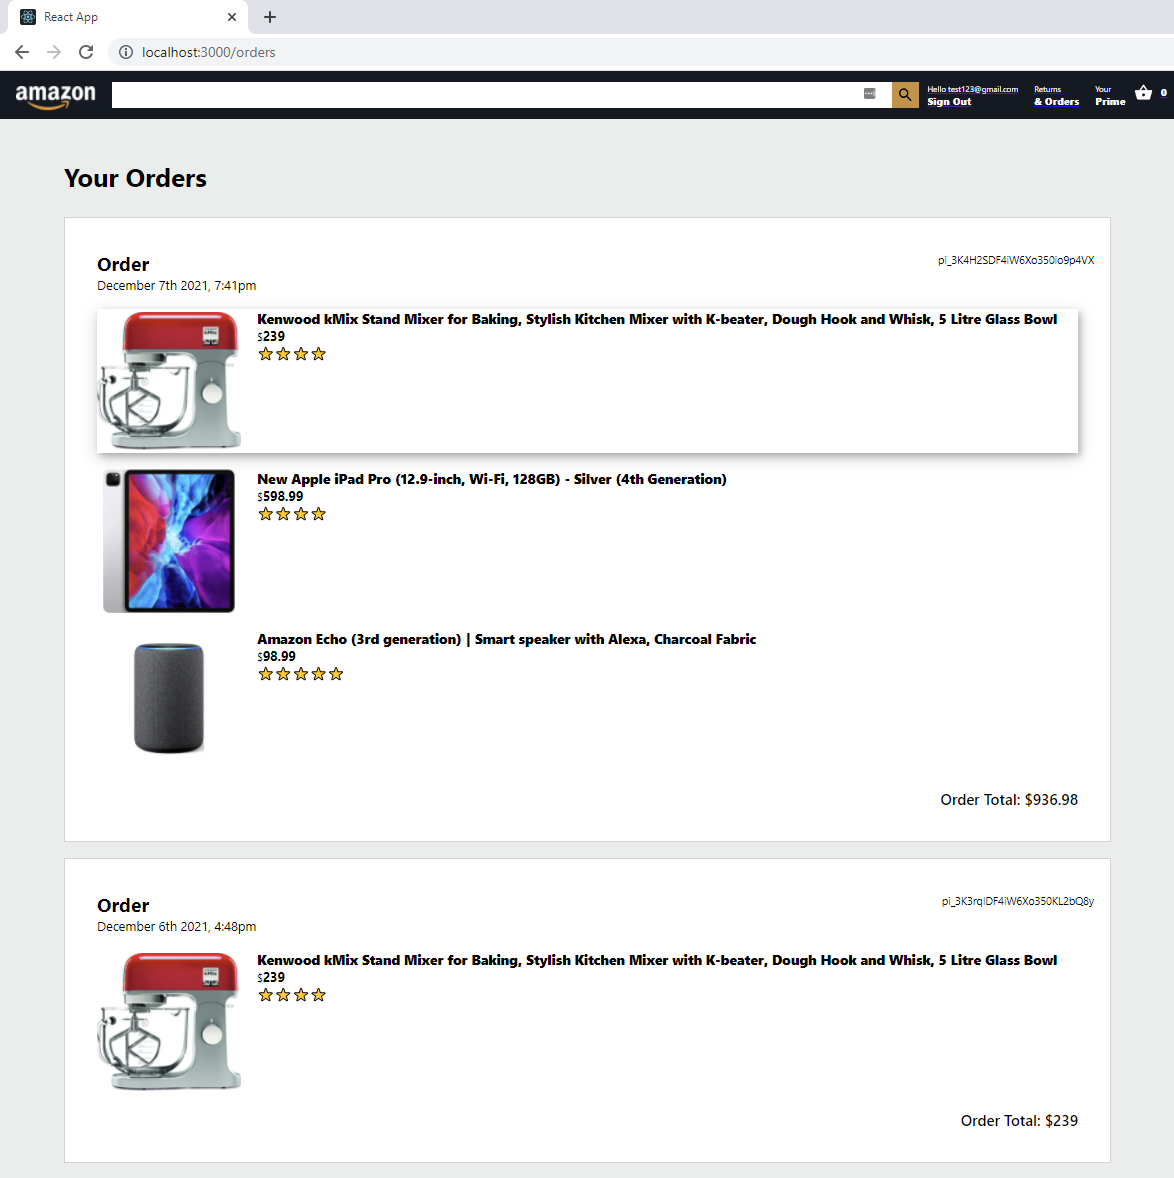 React App
localhost:3000/orders
amazon
Hello test123@gmail.com
Sign Out
Returns
& Orders
Your
Prime
0
Your Orders
Order
pi_3K4H2SDF4iW6Xo350io9p4VX
December 7th 2021, 7:41pm
Kenwood kMix Stand Mixer for Baking, Stylish Kitchen Mixer with K-beater, Dough Hook and Whisk, 5 Litre Glass Bowl
$239
New Apple iPad Pro (12.9-inch, Wi-Fi, 128GB) - Silver (4th Generation)
$598.99
Amazon Echo (3rd generation) | Smart speaker with Alexa, Charcoal Fabric
$98.99
Order Total: $936.98
Order
pi_3K3rqIDF4iW6Xo350KL2bQ8y
December 6th 2021, 4:48pm
Kenwood kMix Stand Mixer for Baking, Stylish Kitchen Mixer with K-beater, Dough Hook and Whisk, 5 Litre Glass Bowl
$239
Order Total: $239